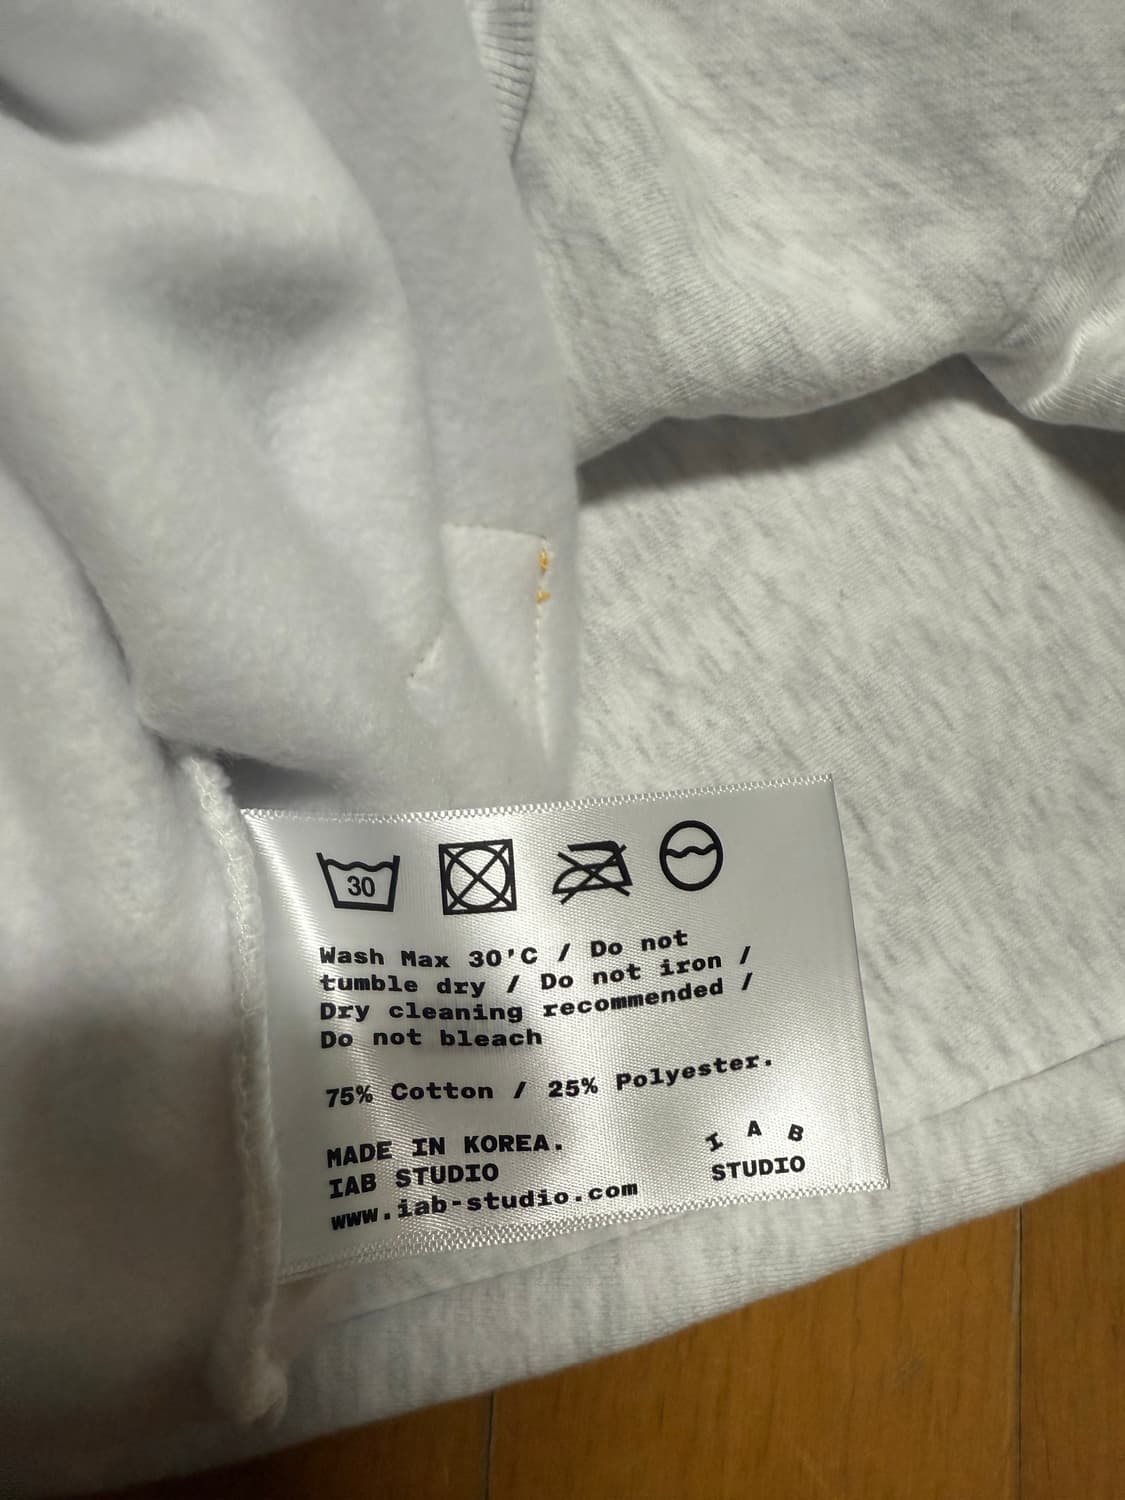 30
Wash Max 30'C / Do not
tumble dry / Do not iron /
Dry cleaning recommended /
Do not bleach
75% Cotton / 25% Polyester.
MADE IN KOREA.
IAB STUDIO
www.iab-studio.com
I A B
STUDIO